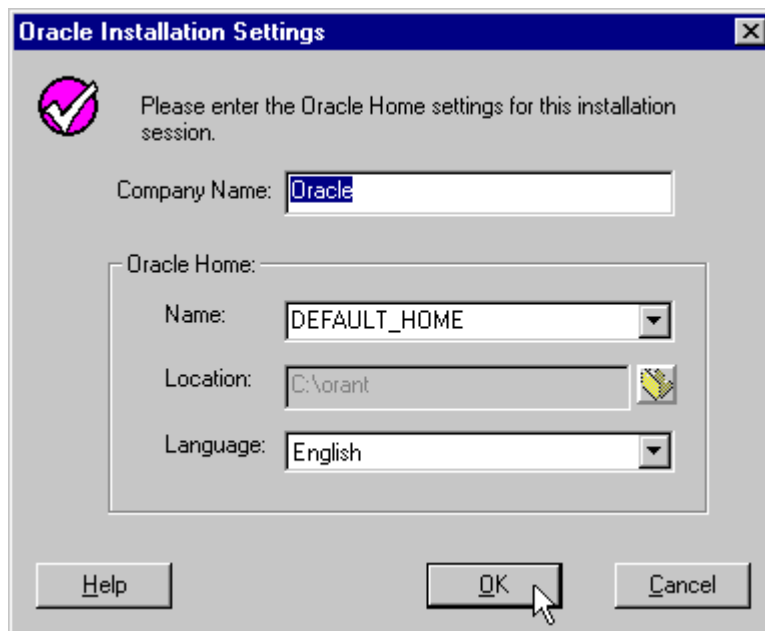 Oracle Installation Settings
Please enter the Oracle Home settings for this installation
session.
Company Name: Oracle
Oracle Home:
Name: DEFAULT_HOME
Location: C:\orant
Language: English
Help OK Cancel